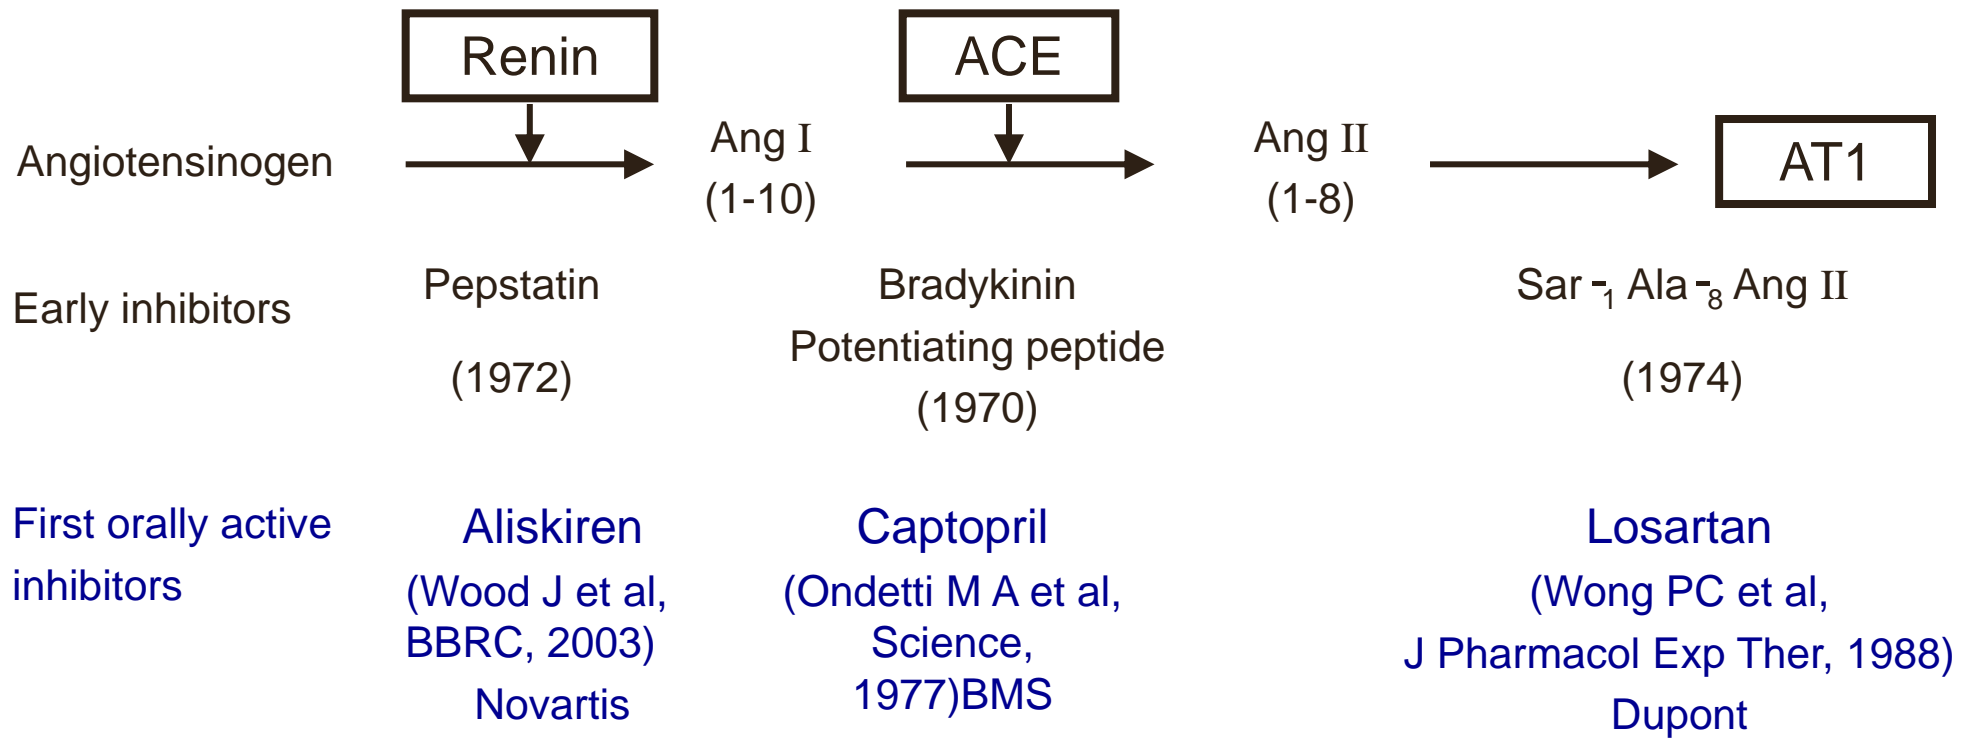 Renin
ACE
Angiotensinogen
Ang I
(1-10)
Ang II
(1-8)
AT1
Early inhibitors
Pepstatin
(1972)
Bradykinin
Potentiating peptide
(1970)
Sar -1 Ala -8 Ang II
(1974)
First orally active
inhibitors
Aliskiren
(Wood J et al,
BBRC, 2003)
Novartis
Captopril
(Ondetti M A et al,
Science,
1977)BMS
Losartan
(Wong PC et al,
J Pharmacol Exp Ther, 1988)
Dupont